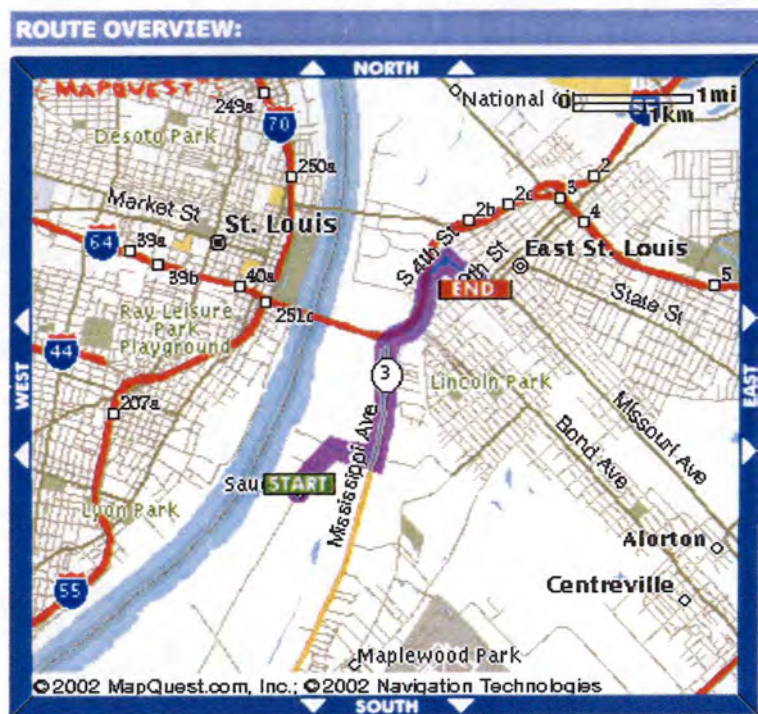 ROUTE OVERVIEW:
NORTH
MAPQUEST
249a
National
0 1mi
1km
70
Desoto Park
250a
2
Market St
2c
3
2b
4
St. Louis
S 4th St
East St. Louis
64
39a
39b
40a
9th St
5
END
State St
251c
Ray Leisure
Park
Playground
44
WEST
EAST
3
Lincoln Park
207a
Mississippi Ave
Missouri Ave
Bond Ave
START
Lyon Park
Alorton
55
Centreville
Maplewood Park
©2002 MapQuest.com, Inc.; ©2002 Navigation Technologies
SOUTH